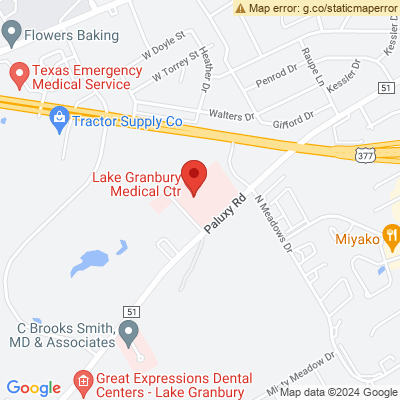 Map error: g.co/staticmaperror
Flowers Baking
W Doyle St
W Torrey St
Heather Dr
Penrod Dr
Raupe Ln
Kessler Dr
Kessler Dr
Texas Emergency
Medical Service
51
Walters Dr
Gifford Dr
Tractor Supply Co
377
Lake Granbury
Medical Ctr
Paluxy Rd
N Meadows Dr
Miyako
51
C Brooks Smith,
MD & Associates
Misty Meadow Dr
Great Expressions Dental
Centers - Lake Granbury
Google
Map data ©2024 Google